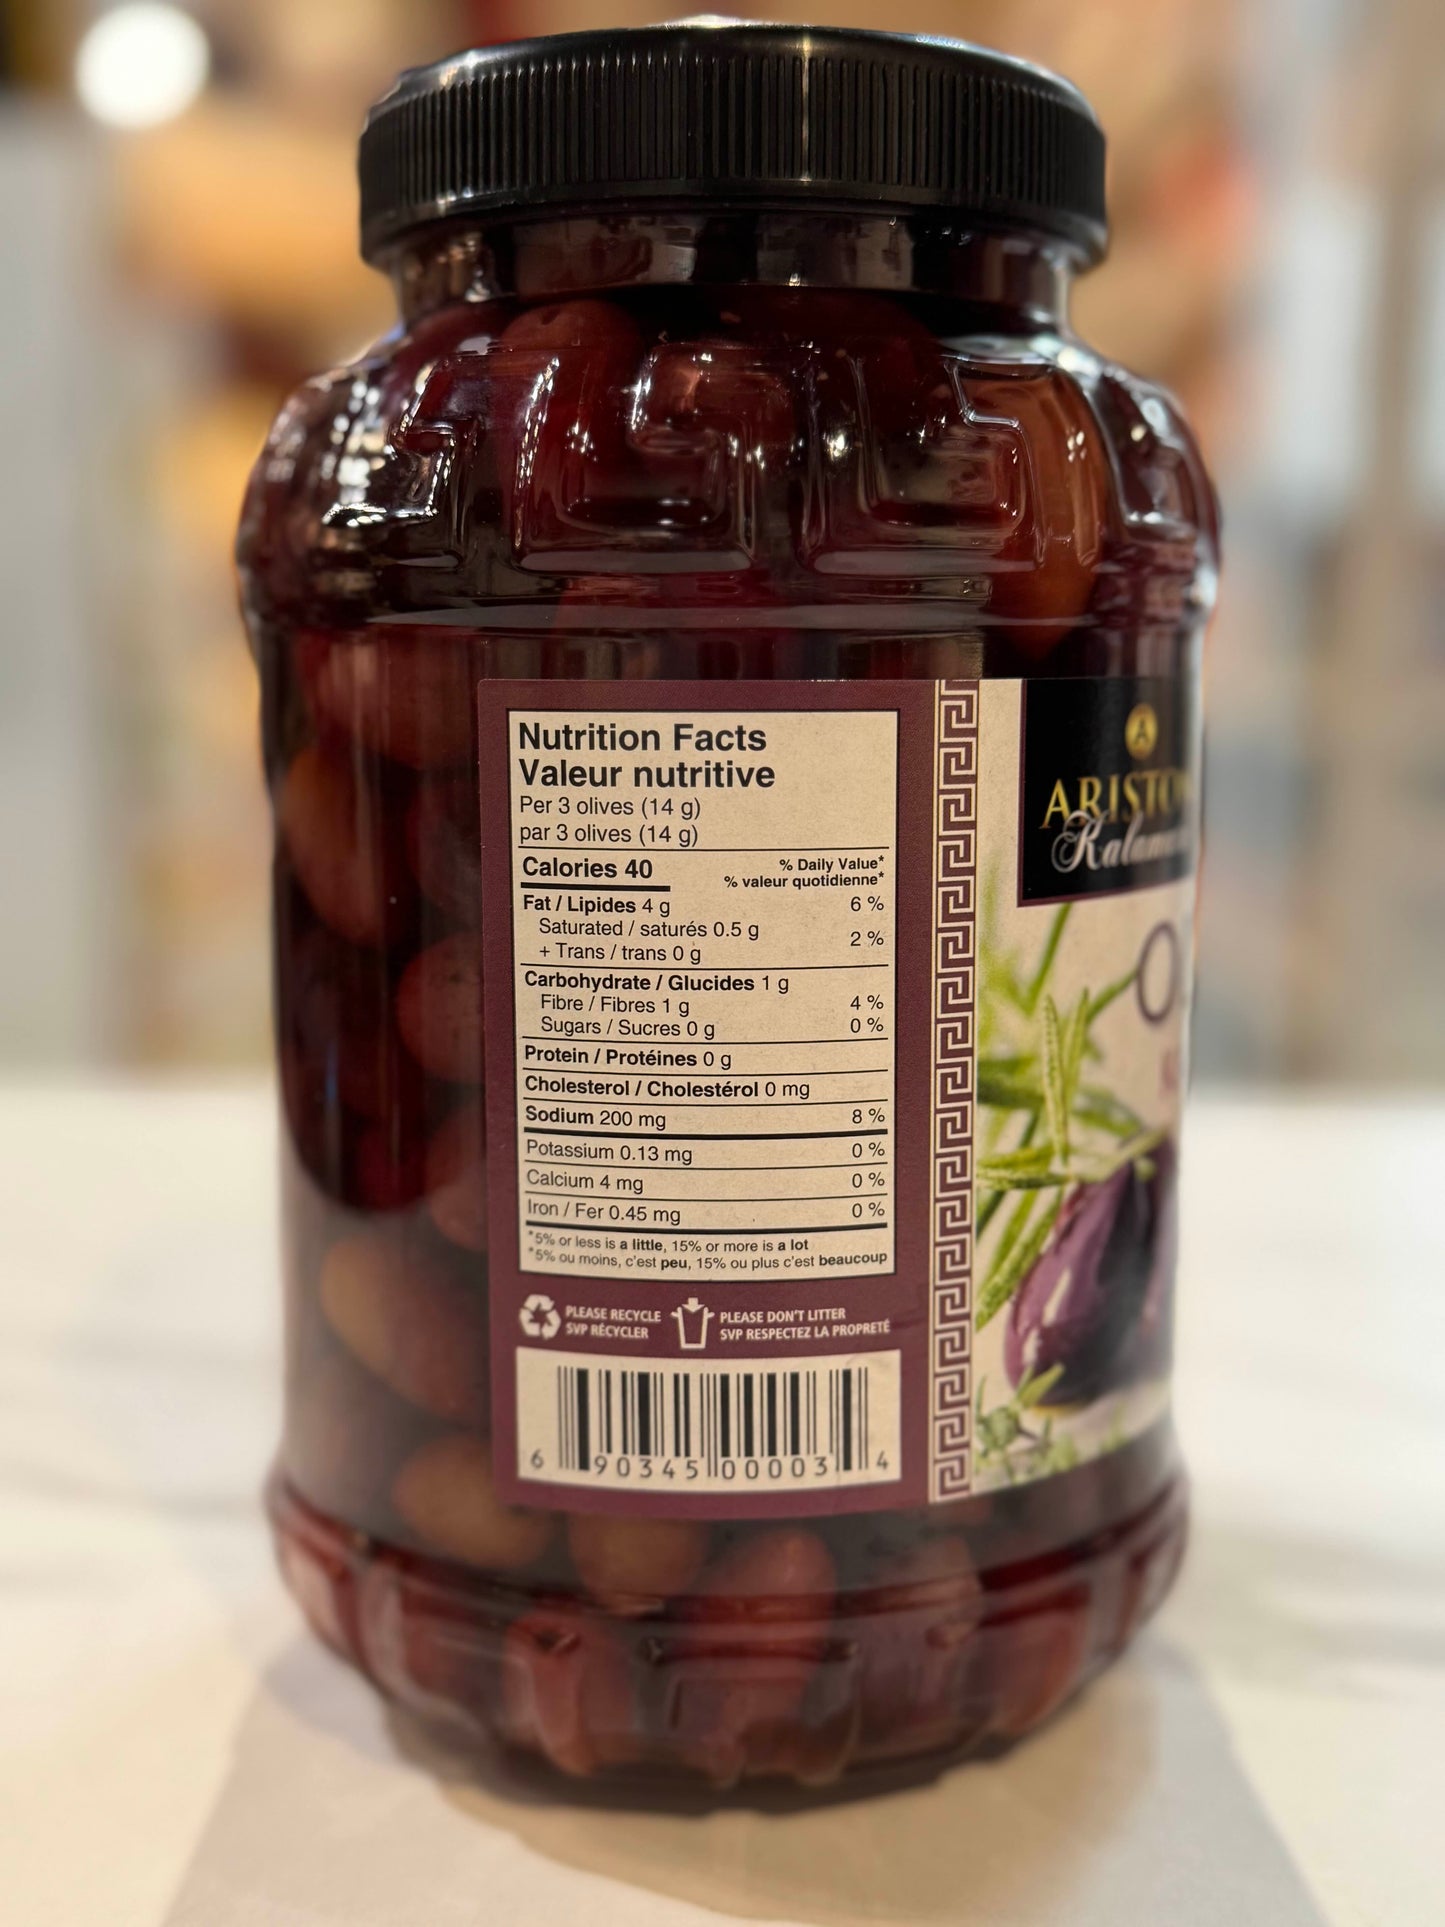 Nutrition Facts
Valeur nutritive
Per 3 olives (14 g)
par 3 olives (14 g)
Calories 40
% Daily Value*
% valeur quotidienne*
Fat / Lipides 4 g 6 %
Saturated / saturés 0.5 g
+ Trans / trans 0 g 2 %
Carbohydrate / Glucides 1 g
Fibre / Fibres 1 g 4 %
Sugars / Sucres 0 g 0 %
Protein / Protéines 0 g
Cholesterol / Cholestérol 0 mg
Sodium 200 mg 8 %
Potassium 0.13 mg 0 %
Calcium 4 mg 0 %
Iron / Fer 0.45 mg 0 %
*5% or less is a little, 15% or more is a lot
*5% ou moins, c'est peu, 15% ou plus c'est beaucoup
PLEASE RECYCLE
SVP RÉCYCLER
PLEASE DON'T LITTER
SVP RESPECTEZ LA PROPRETÉ
6 90345 00003 4